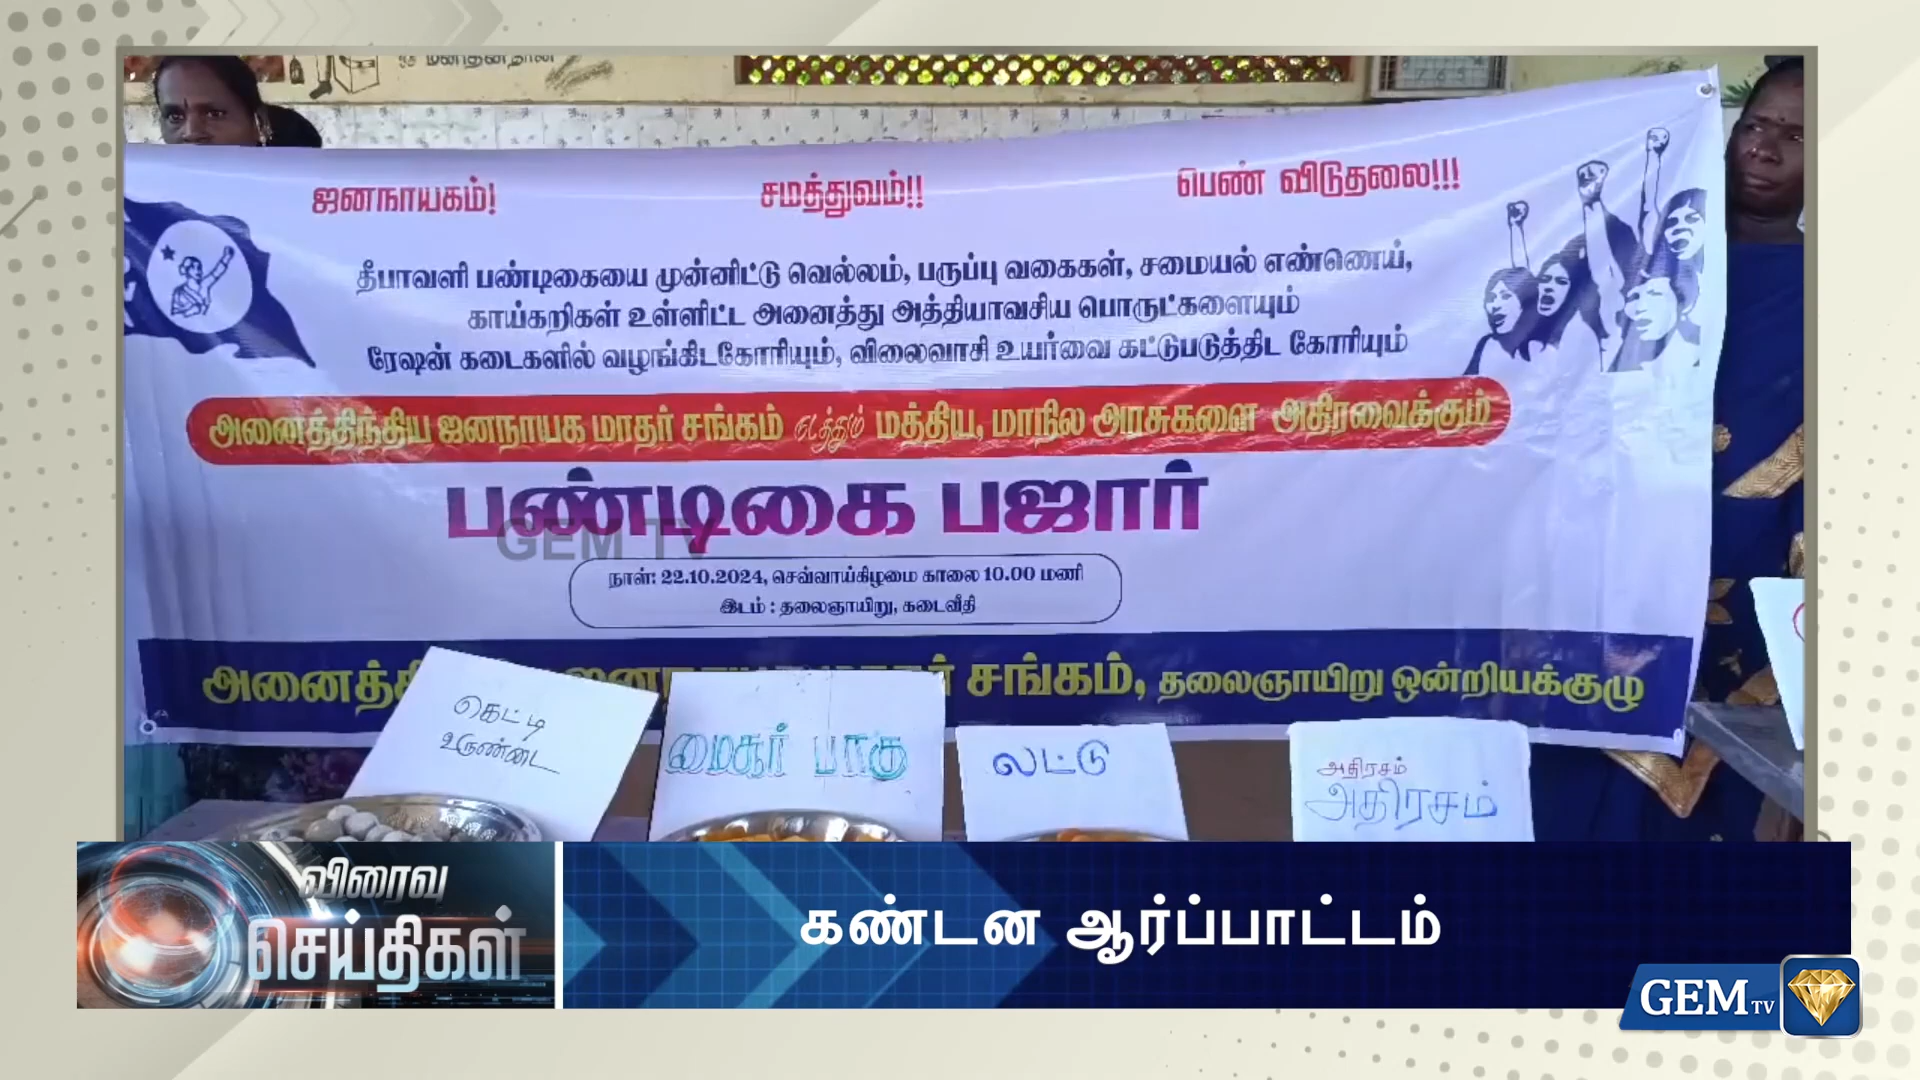 மனிதன்தான்
ஜனநாயகம்! சமத்துவம்!! பெண் விடுதலை!!!
தீபாவளி பண்டிகையை முன்னிட்டு வெல்லம், பருப்பு வகைகள், சமையல் எண்ணெய்,
காய்கறிகள் உள்ளிட்ட அனைத்து அத்தியாவசிய பொருட்களையும்
ரேஷன் கடைகளில் வழங்கிடகோரியும், விலைவாசி உயர்வை கட்டுபடுத்திட கோரியும்
அனைத்திந்திய ஜனநாயக மாதர் சங்கம் நடத்தும் மத்திய, மாநில அரசுகளை அதிரவைக்கும்
பண்டிகை பஜார்
GEM TV
நாள்: 22.10.2024, செவ்வாய்கிழமை காலை 10.00 மணி
இடம் : தலைஞாயிறு, கடைவீதி
சங்கம், தலைஞாயிறு ஒன்றியக்குழு
கெட்டி
உருண்டை
மைசூர் பாகு
லட்டு
அதிரசம்
அதிரசம்
விரைவு
செய்திகள்
கண்டன ஆர்ப்பாட்டம்
GEM TV